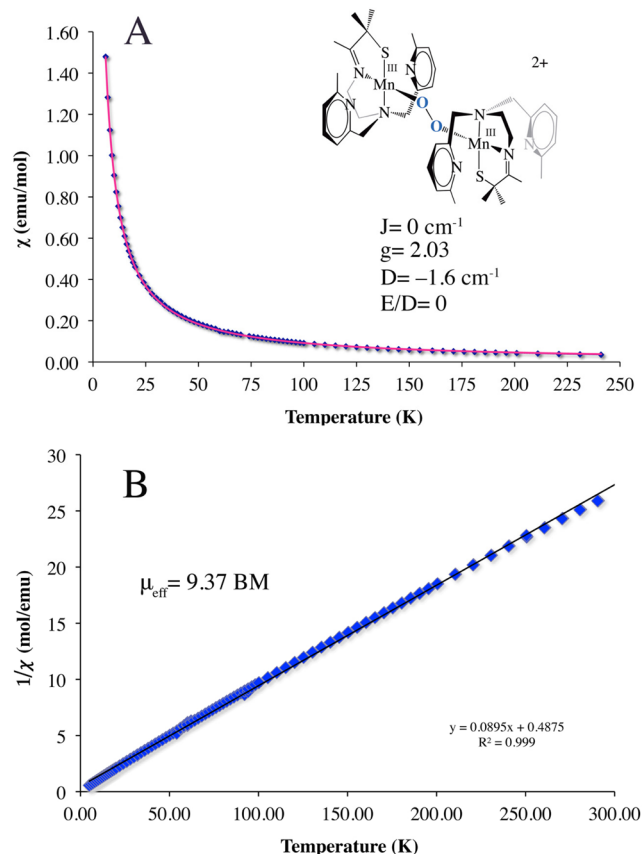 A
1.60
1.40
1.20
1.00
0.80
0.60
0.40
0.20
0.00
χ (emu/mol)
0 25 50 75 100 125 150 175 200 225 250
Temperature (K)
2+
S
III
N N
Mn
N N
O
O
N
III
Mn
N N
S
N
J= 0 cm⁻¹
g= 2.03
D= –1.6 cm⁻¹
E/D= 0
B
30
25
20
15
10
5
0
1/χ (mol/emu)
μeff= 9.37 BM
y = 0.0895x + 0.4875
R² = 0.999
0.00 50.00 100.00 150.00 200.00 250.00 300.00
Temperature (K)